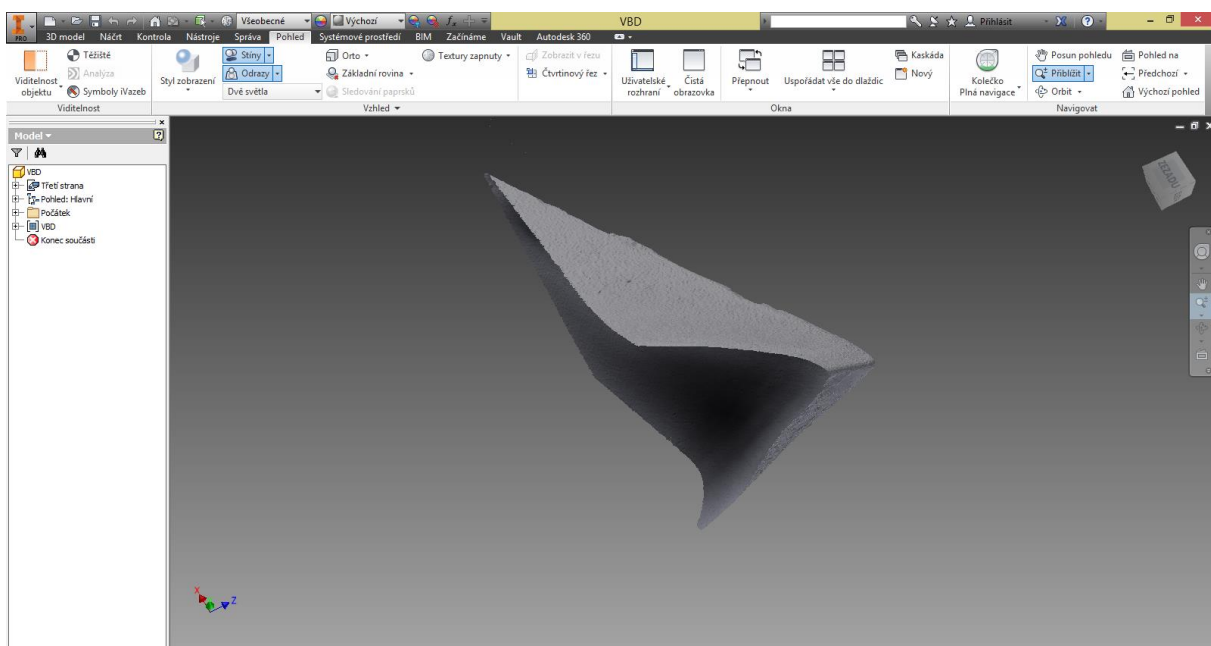 Všeobecné Výchozí VBD Přihlásit
PRO 3D model Náčrt Kontrola Nástroje Správa Pohled Systémové prostředí BIM Začínáme Vault Autodesk 360
Těžiště Stíny Orto Textury zapnuty Zobrazit v řezu Kaskáda Posun pohledu Pohled na
Analýza Odrazy Základní rovina Čtvrtinový řez Nový Přiblížit Předchozí
Viditelnost objektu Symboly iVazeb Styl zobrazení Dvě světla Sledování paprsků Uživatelské rozhraní Čistá obrazovka Přepnout Uspořádat vše do dlaždic Kolečko Plná navigace Orbit Výchozí pohled
Viditelnost Vzhled Okna Navigovat
Model
VBD
Třetí strana
Pohled: Hlavní
Počátek
VBD
Konec součásti
ZEZADU
X
Z